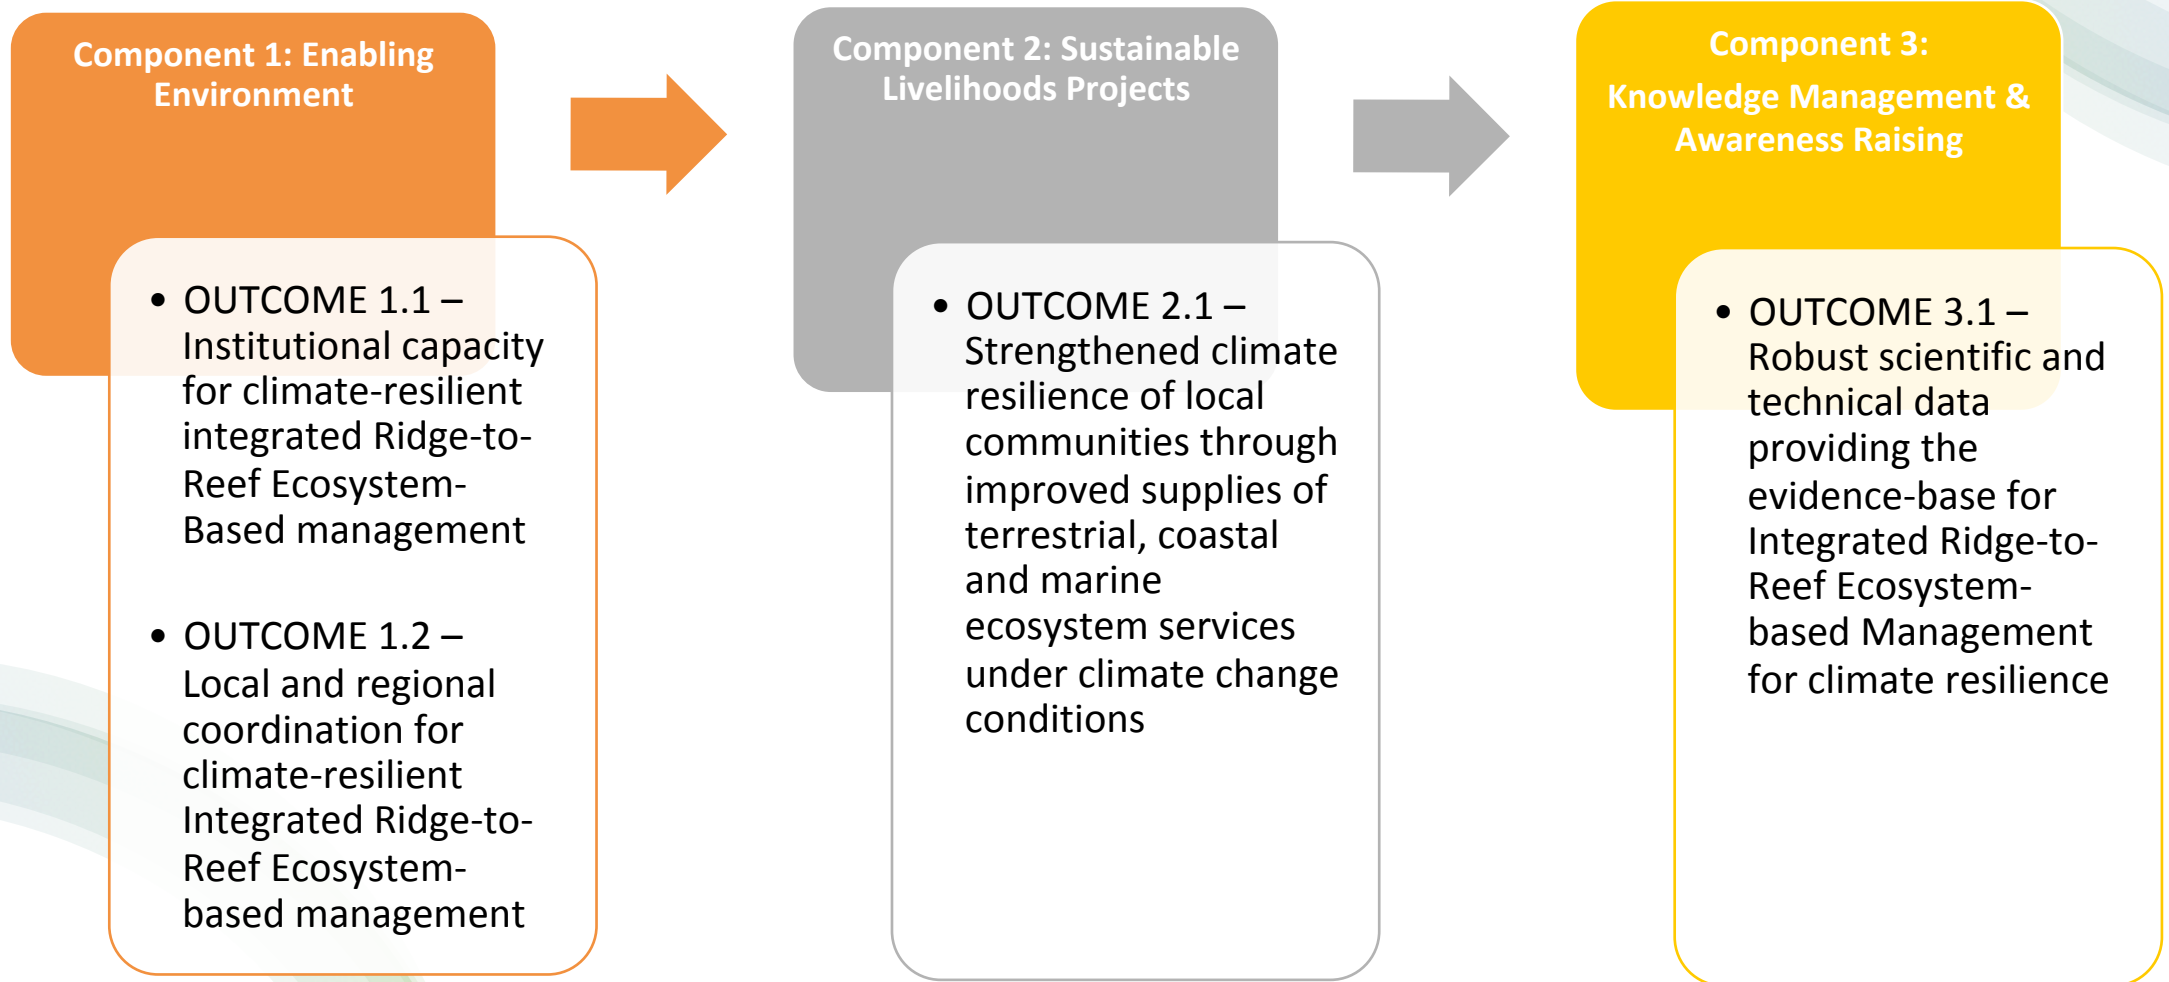 Component 1: Enabling
Environment
• OUTCOME 1.1 –
Institutional capacity
for climate-resilient
integrated Ridge-to-
Reef Ecosystem-
Based management
• OUTCOME 1.2 –
Local and regional
coordination for
climate-resilient
Integrated Ridge-to-
Reef Ecosystem-
based management
Component 2: Sustainable
Livelihoods Projects
• OUTCOME 2.1 –
Strengthened climate
resilience of local
communities through
improved supplies of
terrestrial, coastal
and marine
ecosystem services
under climate change
conditions
Component 3:
Knowledge Management &
Awareness Raising
• OUTCOME 3.1 –
Robust scientific and
technical data
providing the
evidence-base for
Integrated Ridge-to-
Reef Ecosystem-
based Management
for climate resilience